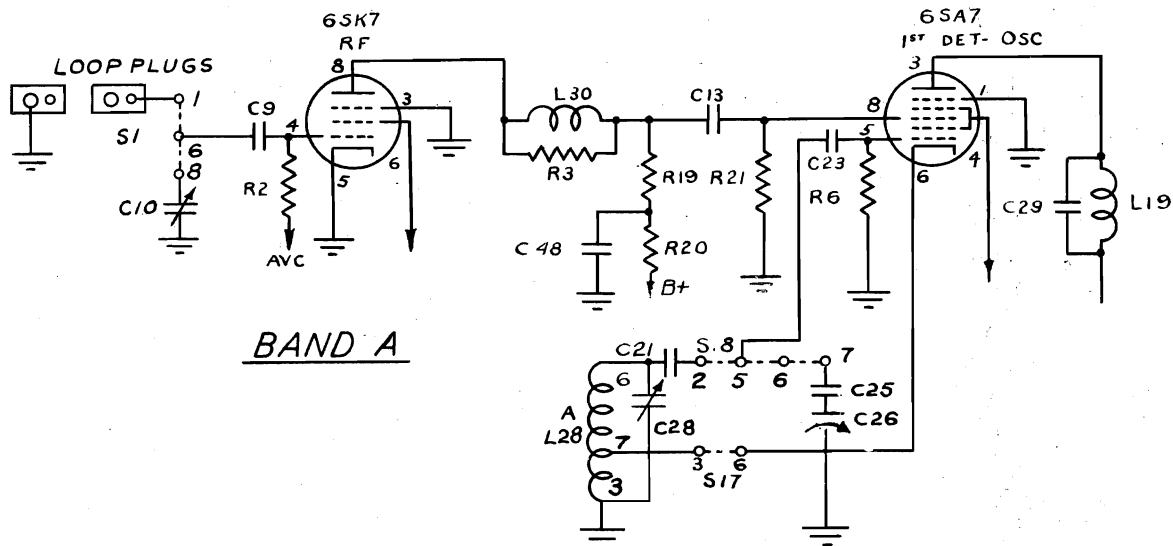 6SK7
RF
8
6SA7
1ST DET- OSC
3
LOOP PLUGS
1
S1
6
8
C10
C9
4
3
5
6
R2
AVC
L30
R3
C13
R19
R21
C48
R20
B+
8
5
C23
R6
1
4
6
C29
L19
BAND A
C21
6
S.8
2
5
6
7
C25
C26
A
L28
7
C28
3
3
6
S17